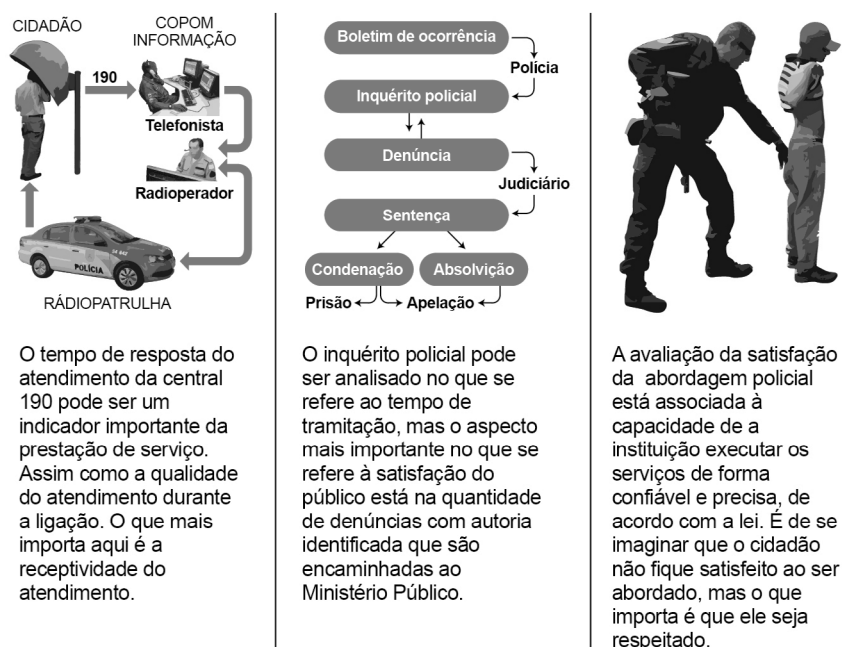 CIDADÃO
COPOM
INFORMAÇÃO
190
Telefonista
Radioperador
POLÍCIA
RÁDIOPATRULHA
O tempo de resposta do
atendimento da central
190 pode ser um
indicador importante da
prestação de serviço.
Assim como a qualidade
do atendimento durante
a ligação. O que mais
importa aqui é a
receptividade do
atendimento.
Boletim de ocorrência
Polícia
Inquérito policial
Denúncia
Judiciário
Sentença
Condenação
Absolvição
Prisão
Apelação
O inquérito policial pode
ser analisado no que se
refere ao tempo de
tramitação, mas o aspecto
mais importante no que se
refere à satisfação do
público está na quantidade
de denúncias com autoria
identificada que são
encaminhadas ao
Ministério Público.
A avaliação da satisfação
da abordagem policial
está associada à
capacidade de a
instituição executar os
serviços de forma
confiável e precisa, de
acordo com a lei. É de se
imaginar que o cidadão
não fique satisfeito ao ser
abordado, mas o que
importa é que ele seja
respeitado.